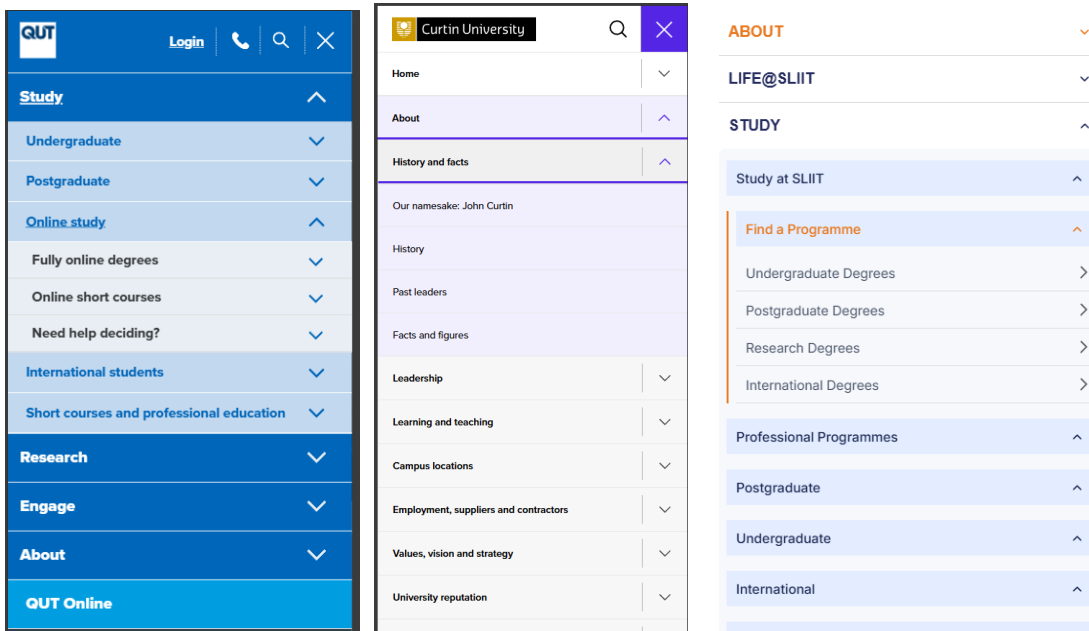 QUT
Login
Study
Undergraduate
Postgraduate
Online study
Fully online degrees
Online short courses
Need help deciding?
International students
Short courses and professional education
Research
Engage
About
QUT Online
Curtin University
Home
About
History and facts
Our namesake: John Curtin
History
Past leaders
Facts and figures
Leadership
Learning and teaching
Campus locations
Employment, suppliers and contractors
Values, vision and strategy
University reputation
ABOUT
LIFE@SLIIT
STUDY
Study at SLIIT
Find a Programme
Undergraduate Degrees
Postgraduate Degrees
Research Degrees
International Degrees
Professional Programmes
Postgraduate
Undergraduate
International